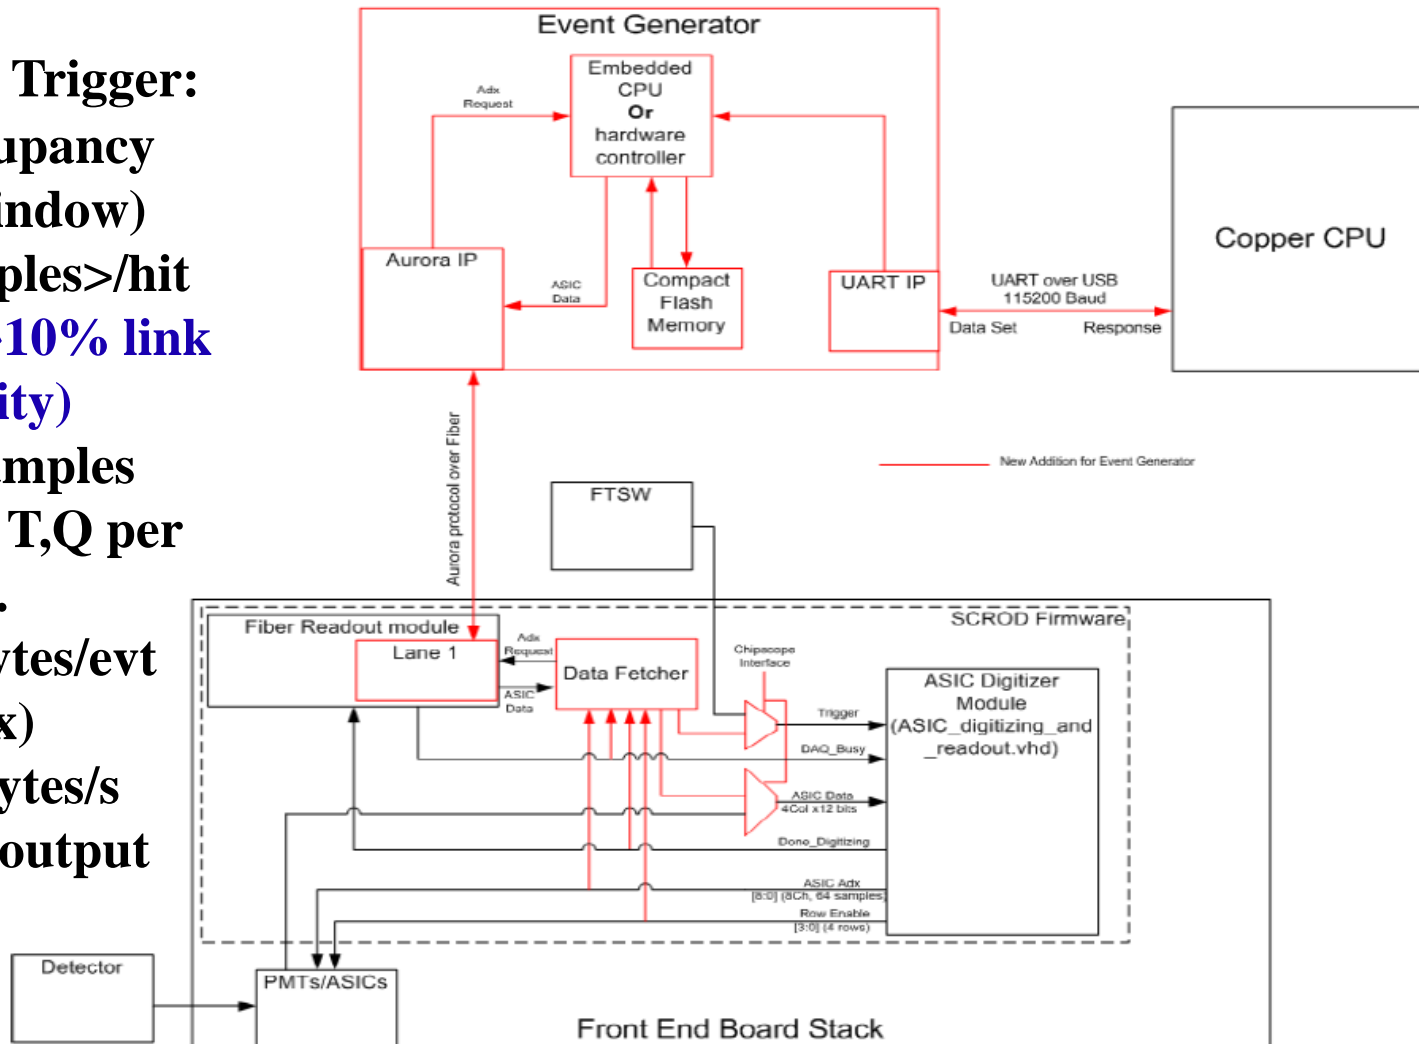 Trigger:
upancy
indow)
ples>/hit
10% link
ity)
amples
T,Q per
.
ytes/evt
x)
ytes/s
output
Event Generator
Embedded
CPU
Or
hardware
controller
Adx
Request
Aurora IP
ASIC
Data
Compact
Flash
Memory
UART IP
UART over USB
115200 Baud
Data Set
Response
Copper CPU
Aurora protocol over Fiber
New Addition for Event Generator
FTSW
SCROD Firmware
Fiber Readout module
Lane 1
Adx
Request
ASIC
Data
Data Fetcher
Chipscope
Interface
ASIC Digitizer
Module
(ASIC_digitizing_and
_readout.vhd)
Trigger
DAQ_Busy
ASIC Data
4Col x12 bits
Done_Digitizing
ASIC Adx
[8:0] (8Ch, 64 samples)
Row Enable
[3:0] (4 rows)
Detector
PMTs/ASICs
Front End Board Stack